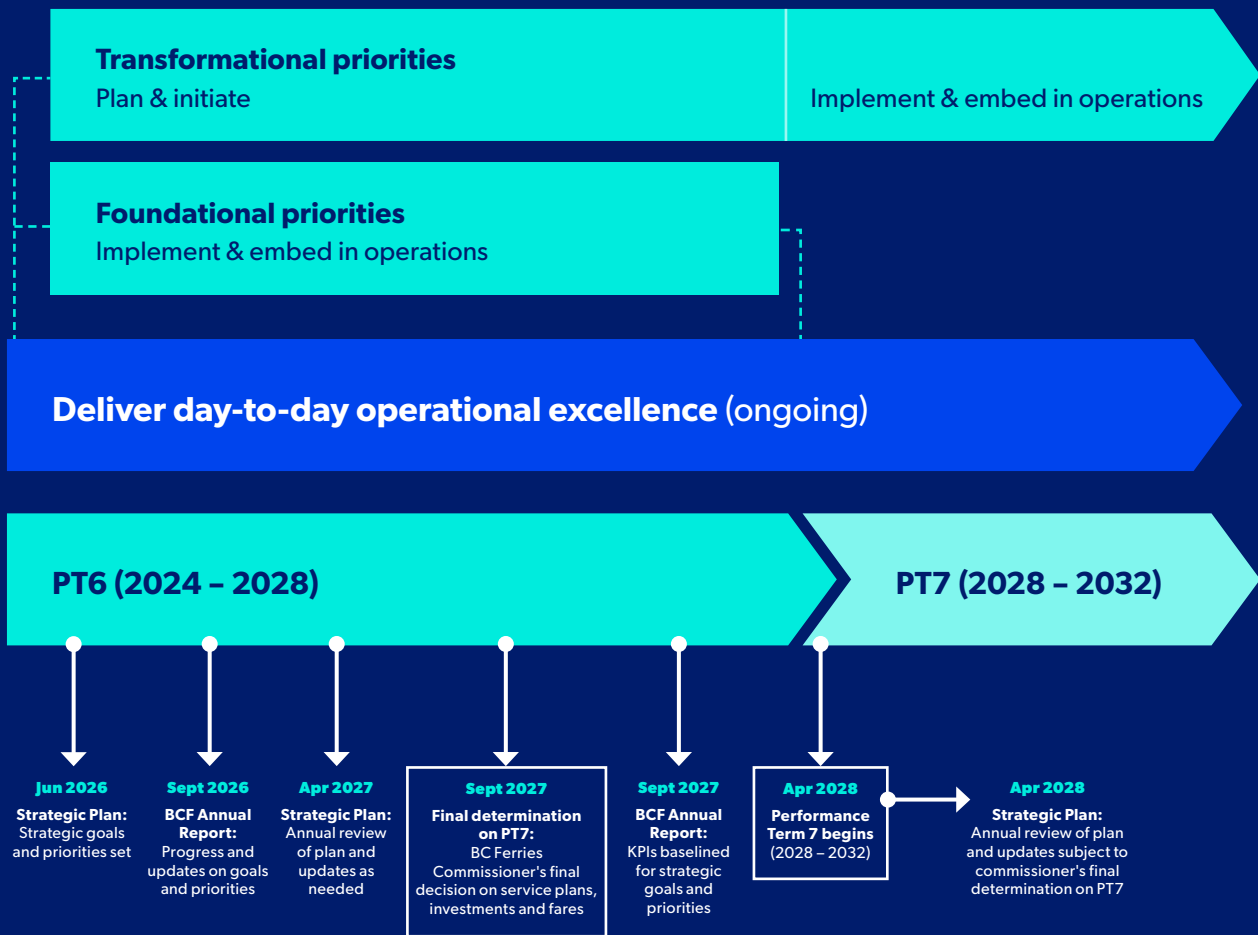 Transformational priorities
Plan & initiate
Implement & embed in operations
Foundational priorities
Implement & embed in operations
Deliver day-to-day operational excellence (ongoing)
PT6 (2024 – 2028)
PT7 (2028 – 2032)
Jun 2026
Strategic Plan:
Strategic goals
and priorities set
Sept 2026
BCF Annual
Report:
Progress and
updates on goals
and priorities
Apr 2027
Strategic Plan:
Annual review
of plan and
updates as
needed
Sept 2027
Final determination
on PT7:
BC Ferries
Commissioner's final
decision on service plans,
investments and fares
Sept 2027
BCF Annual
Report:
KPIs baselined
for strategic
goals and
priorities
Apr 2028
Performance
Term 7 begins
(2028 – 2032)
Apr 2028
Strategic Plan:
Annual review of plan
and updates subject to
commissioner's final
determination on PT7